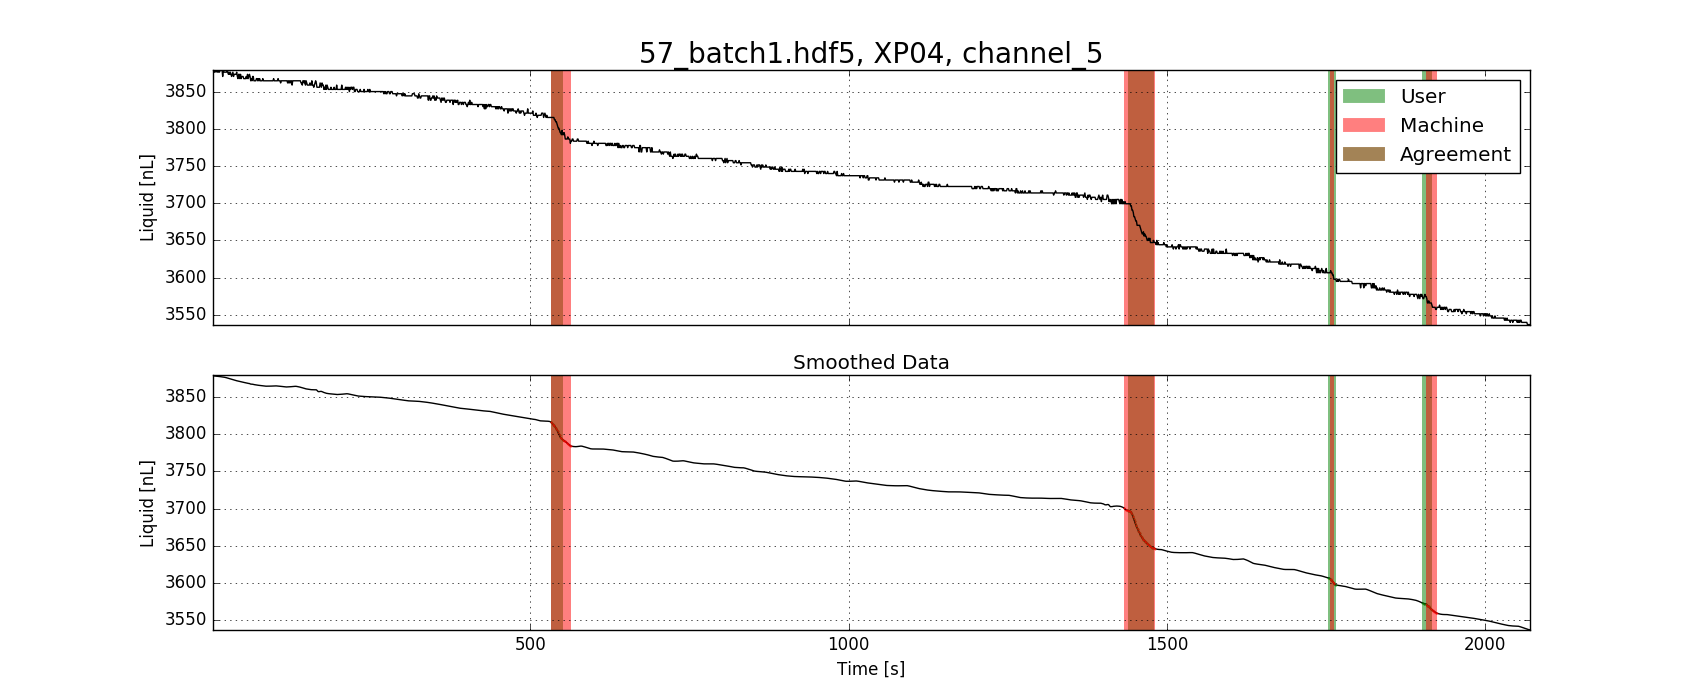 57_batch1.hdf5, XP04, channel_5
3850
3800
3750
3700
3650
3600
3550
Liquid [nL]
User
Machine
Agreement
Smoothed Data
3850
3800
3750
3700
3650
3600
3550
Liquid [nL]
500
1000
1500
2000
Time [s]